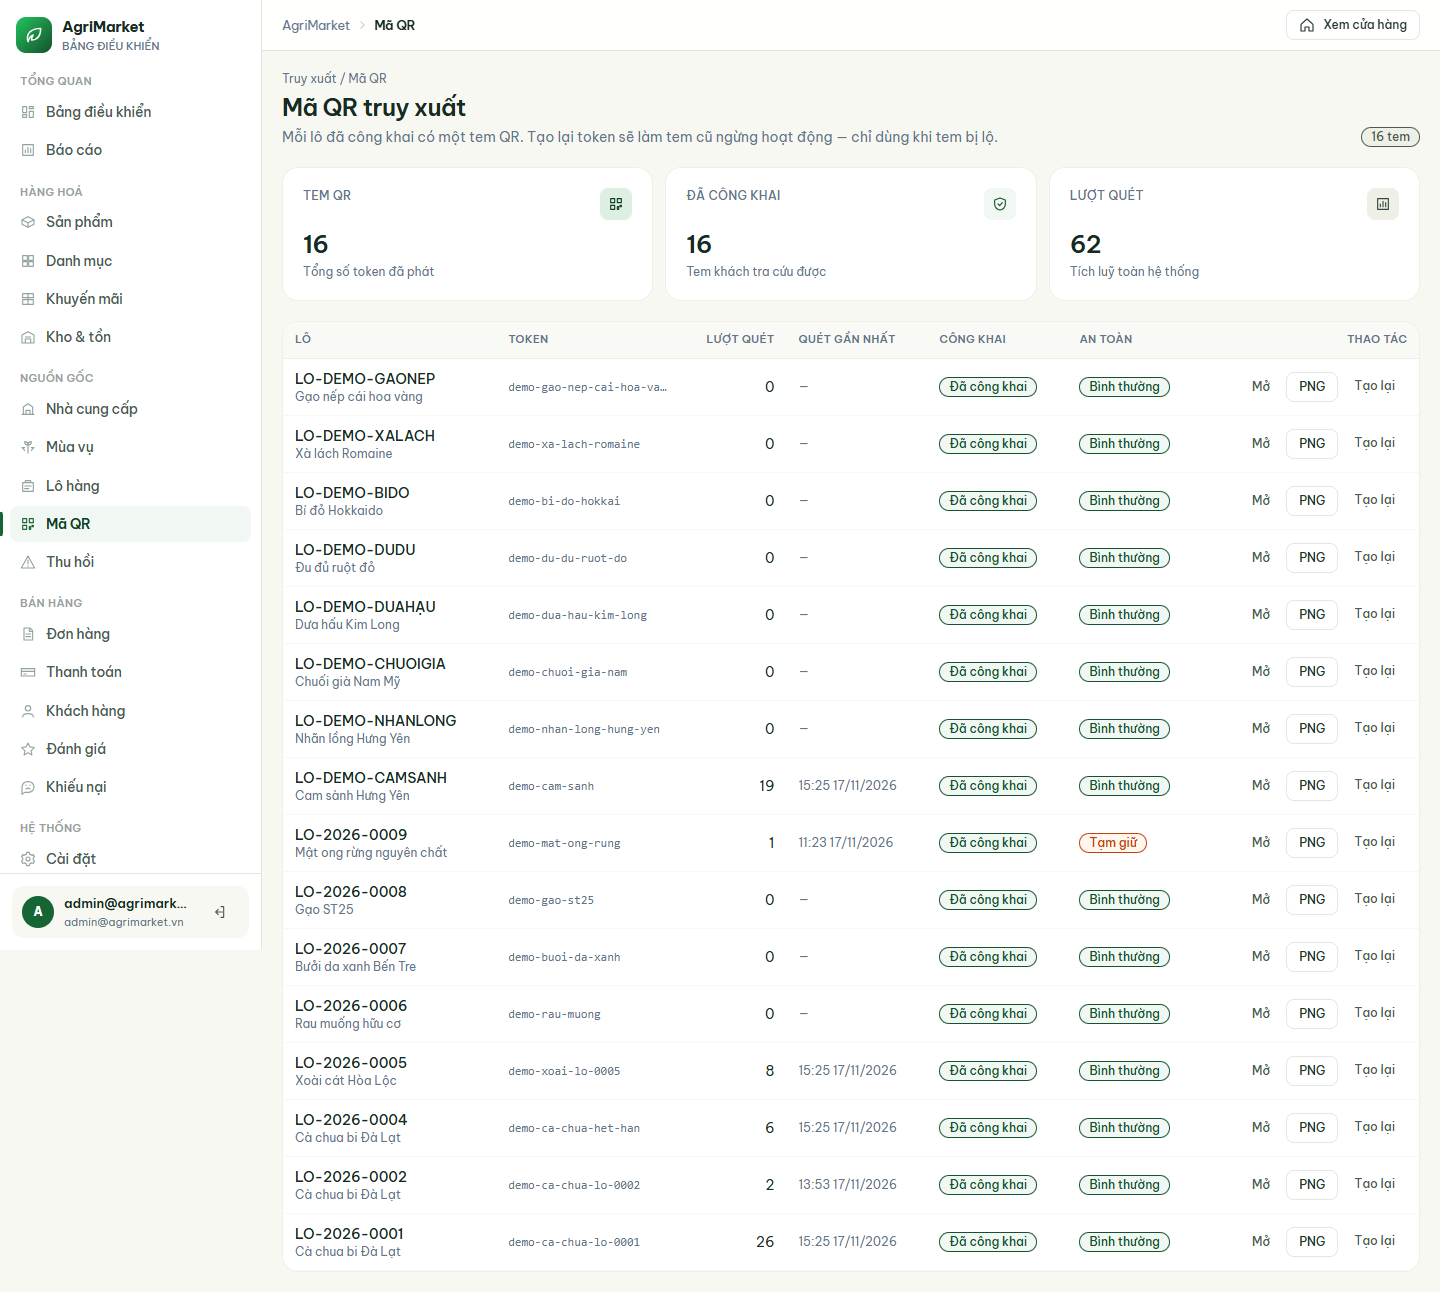 AgriMarket
BẢNG ĐIỀU KHIỂN
TỔNG QUAN
Bảng điều khiển
Báo cáo
HÀNG HOÁ
Sản phẩm
Danh mục
Khuyến mãi
Kho & tồn
NGUỒN GỐC
Nhà cung cấp
Mùa vụ
Lô hàng
Mã QR
Thu hồi
BÁN HÀNG
Đơn hàng
Thanh toán
Khách hàng
Đánh giá
Khiếu nại
HỆ THỐNG
Cài đặt
A
admin@agrimark...
admin@agrimarket.vn
AgriMarket > Mã QR
Xem cửa hàng
Truy xuất / Mã QR
Mã QR truy xuất
Mỗi lô đã công khai có một tem QR. Tạo lại token sẽ làm tem cũ ngừng hoạt động — chỉ dùng khi tem bị lộ.
16 tem
TEM QR
16
Tổng số token đã phát
ĐÃ CÔNG KHAI
16
Tem khách tra cứu được
LƯỢT QUÉT
62
Tích luỹ toàn hệ thống
LÔ TOKEN LƯỢT QUÉT QUÉT GẦN NHẤT CÔNG KHAI AN TOÀN THAO TÁC
LO-DEMO-GAONEP demo-gao-nep-cai-hoa-va… 0 — Đã công khai Bình thường Mở PNG Tạo lại
Gạo nếp cái hoa vàng
LO-DEMO-XALACH demo-xa-lach-romaine 0 — Đã công khai Bình thường Mở PNG Tạo lại
Xà lách Romaine
LO-DEMO-BIDO demo-bi-do-hokkai 0 — Đã công khai Bình thường Mở PNG Tạo lại
Bí đỏ Hokkaido
LO-DEMO-DUDU demo-du-du-ruot-do 0 — Đã công khai Bình thường Mở PNG Tạo lại
Đu đủ ruột đỏ
LO-DEMO-DUAHẠU demo-dua-hau-kim-long 0 — Đã công khai Bình thường Mở PNG Tạo lại
Dưa hấu Kim Long
LO-DEMO-CHUOIGIA demo-chuoi-gia-nam 0 — Đã công khai Bình thường Mở PNG Tạo lại
Chuối già Nam Mỹ
LO-DEMO-NHANLONG demo-nhan-long-hung-yen 0 — Đã công khai Bình thường Mở PNG Tạo lại
Nhãn lồng Hưng Yên
LO-DEMO-CAMSANH demo-cam-sanh 19 15:25 17/11/2026 Đã công khai Bình thường Mở PNG Tạo lại
Cam sành Hưng Yên
LO-2026-0009 demo-mat-ong-rung 1 11:23 17/11/2026 Đã công khai Tạm giữ Mở PNG Tạo lại
Mật ong rừng nguyên chất
LO-2026-0008 demo-gao-st25 0 — Đã công khai Bình thường Mở PNG Tạo lại
Gạo ST25
LO-2026-0007 demo-buoi-da-xanh 0 — Đã công khai Bình thường Mở PNG Tạo lại
Bưởi da xanh Bến Tre
LO-2026-0006 demo-rau-muong 0 — Đã công khai Bình thường Mở PNG Tạo lại
Rau muống hữu cơ
LO-2026-0005 demo-xoai-lo-0005 8 15:25 17/11/2026 Đã công khai Bình thường Mở PNG Tạo lại
Xoài cát Hòa Lộc
LO-2026-0004 demo-ca-chua-het-han 6 15:25 17/11/2026 Đã công khai Bình thường Mở PNG Tạo lại
Cà chua bi Đà Lạt
LO-2026-0002 demo-ca-chua-lo-0002 2 13:53 17/11/2026 Đã công khai Bình thường Mở PNG Tạo lại
Cà chua bi Đà Lạt
LO-2026-0001 demo-ca-chua-lo-0001 26 15:25 17/11/2026 Đã công khai Bình thường Mở PNG Tạo lại
Cà chua bi Đà Lạt